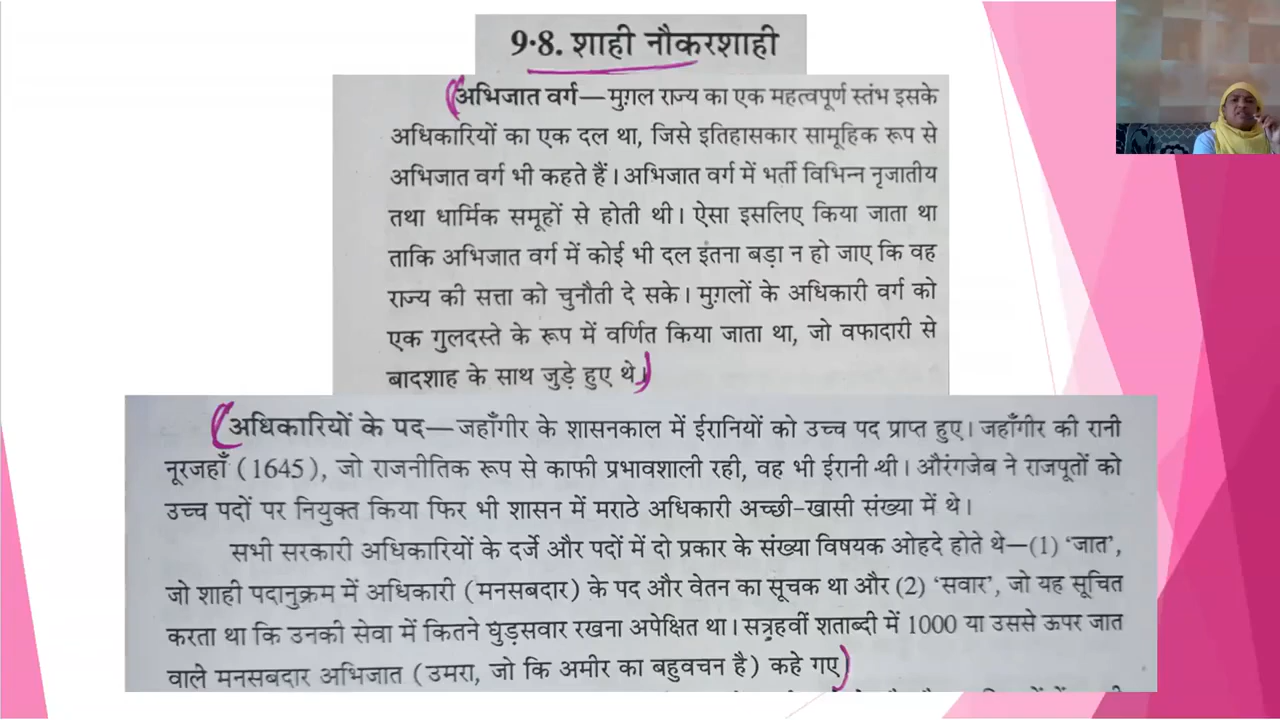 9·8. शाही नौकरशाही
अभिजात वर्ग—मुग़ल राज्य का एक महत्वपूर्ण स्तंभ इसके
अधिकारियों का एक दल था, जिसे इतिहासकार सामूहिक रूप से
अभिजात वर्ग भी कहते हैं। अभिजात वर्ग में भर्ती विभिन्न नृजातीय
तथा धार्मिक समूहों से होती थी। ऐसा इसलिए किया जाता था
ताकि अभिजात वर्ग में कोई भी दल इतना बड़ा न हो जाए कि वह
राज्य की सत्ता को चुनौती दे सके। मुग़लों के अधिकारी वर्ग को
एक गुलदस्ते के रूप में वर्णित किया जाता था, जो वफादारी से
बादशाह के साथ जुड़े हुए थे।
अधिकारियों के पद—जहाँगीर के शासनकाल में ईरानियों को उच्च पद प्राप्त हुए। जहाँगीर की रानी
नूरजहाँ (1645), जो राजनीतिक रूप से काफी प्रभावशाली रही, वह भी ईरानी थी। औरंगजेब ने राजपूतों को
उच्च पदों पर नियुक्त किया फिर भी शासन में मराठे अधिकारी अच्छी-खासी संख्या में थे।
सभी सरकारी अधिकारियों के दर्जे और पदों में दो प्रकार के संख्या विषयक ओहदे होते थे—(1) ‘जात’,
जो शाही पदानुक्रम में अधिकारी (मनसबदार) के पद और वेतन का सूचक था और (2) ‘सवार’, जो यह सूचित
करता था कि उनकी सेवा में कितने घुड़सवार रखना अपेक्षित था। सत्रहवीं शताब्दी में 1000 या उससे ऊपर जात
वाले मनसबदार अभिजात (उमरा, जो कि अमीर का बहुवचन है) कहे गए